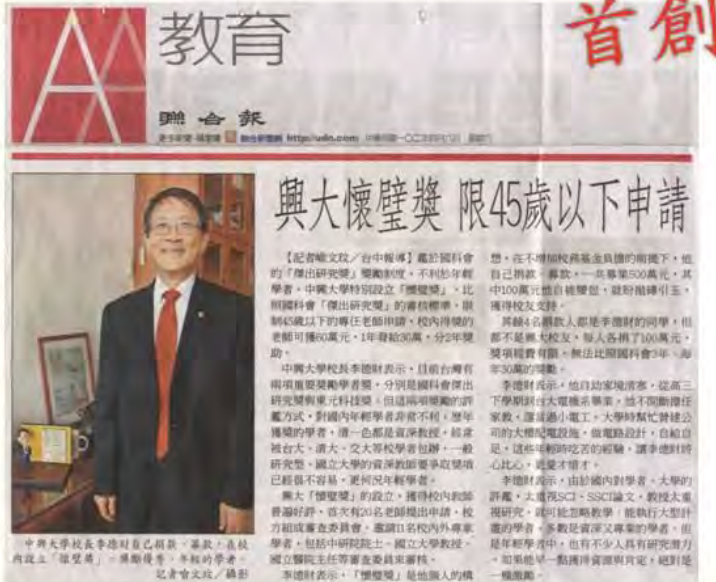 教育
首創
聯合報
http://udn.com
興大懷璧獎 限45歲以下申請
【記者喻文玟／台中報導】鑑於國科會
的「傑出研究獎」獎勵制度,不利於年輕
學者,中興大學特別設立「懷璧獎」,比
照國科會「傑出研究獎」的審核標準,限
制45歲以下的專任老師申請,校內得獎的
老師可獲60萬元,1年發給30萬,分2年獎
助。
中興大學校長李德財表示,目前台灣有
兩項重要獎勵學者獎,分別是國科會傑出
研究獎與東元科技獎,但這兩項獎勵的評
鑑方式,對國內年輕學者非常不利,歷年
獲獎的學者,清一色都是資深教授,經常
被台大、清大、交大等校學者包辦,一般
研究型、國立大學的資深教師要爭取獎項
已經很不容易,更何況年輕學者。
興大「懷璧獎」的設立,獲得校內教師
普遍好評,首次有20名老師提出申請,校
方組成審查委員會,邀請11名校內外專業
學者,包括中研院院士、國立大學教授、
國立醫院主任等審查委員來審核。
李德財表示,「懷璧獎」是他個人的構
想,在不增加校務基金負擔的前提下,他
自己捐款、募款,一共募集500萬元,其
中100萬元他自掏腰包,就盼拋磚引玉,
獲得校友支持。
其餘4名捐款人都是李德財的同學,但
都不是興大校友,每人各捐了100萬元,
獎項經費有限,無法比照國科會3年、每
年30萬的獎勵。
李德財表示,他自幼家境清寒,從高三
下學期到台大電機系畢業,他不間斷擔任
家教,還當過小電工,大學時幫忙營建公
司的大樓配電設施,做電路設計,自給自
足,這些年輕時吃苦的經驗,讓李德財將
心比心,更愛才惜才。
李德財表示,由於國內對學者、大學的
評鑑,太重視SCI、SSCI論文,教授太重
視研究,就可能忽略教學;能執行大型計
畫的學者,多數是資深又專業的學者,但
是年輕學者中,也有不少人具有研究潛力
,如果能早一點獲得資源與肯定,絕對是
一種激勵。
中興大學校長李德財自己捐款、募款,在校
內設立「懷璧獎」,獎勵優秀、年輕的學者。
記者喻文玟／攝影